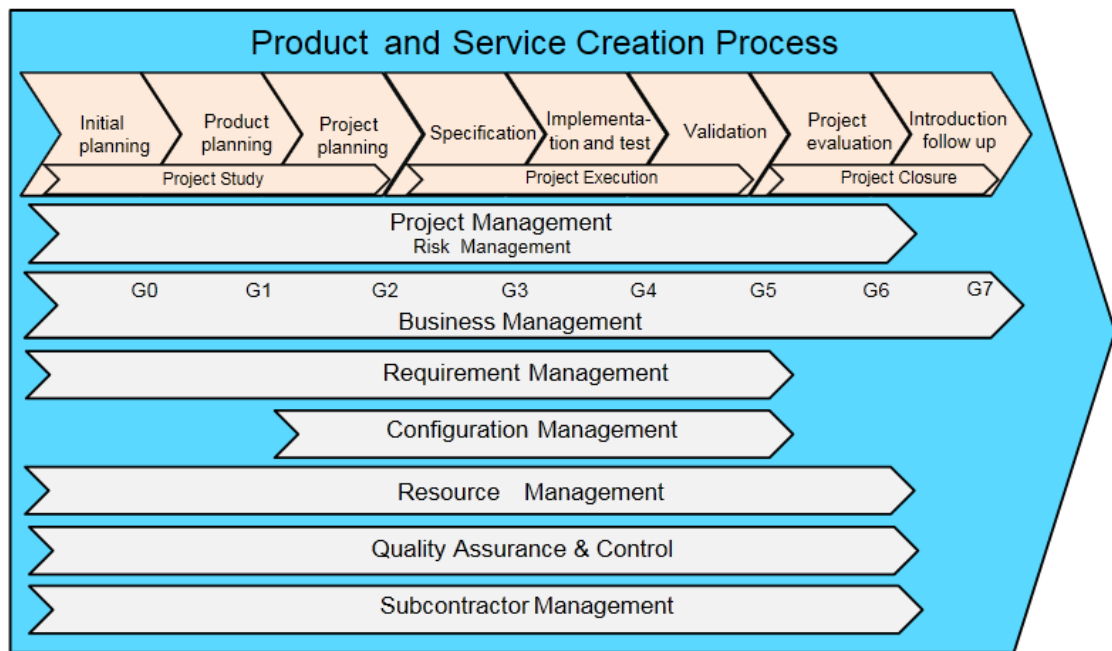 Product and Service Creation Process
Initial
planning
Product
planning
Project
planning
Specification
Implementa-
tion and test
Validation
Project
evaluation
Introduction
follow up
Project Study
Project Execution
Project Closure
Project Management
Risk Management
G0 G1 G2 G3 G4 G5 G6 G7
Business Management
Requirement Management
Configuration Management
Resource Management
Quality Assurance & Control
Subcontractor Management